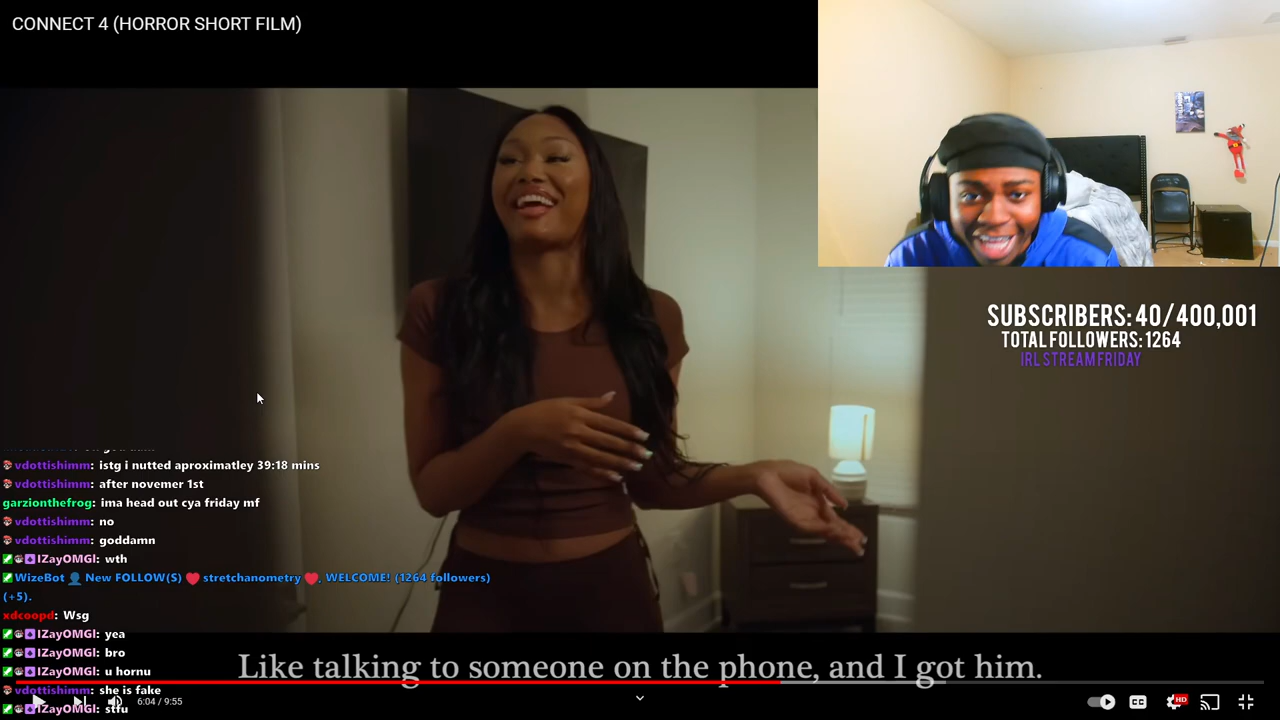 CONNECT 4 (HORROR SHORT FILM)
SUBSCRIBERS: 40/400,001
TOTAL FOLLOWERS: 1264
IRL STREAM FRIDAY
vdottishimm: istg i nutted aproximatley 39:18 mins
vdottishimm: after novemer 1st
garzionthefrog: ima head out cya friday mf
vdottishimm: no
vdottishimm: goddamn
IZayOMGI: wth
WizeBot New FOLLOW(S) stretchanometry , WELCOME! (1264 followers)
(+5).
xdcoopd: Wsg
IZayOMGI: yea
IZayOMGI: bro
IZayOMGI: u hornu
vdottishimm: she is fake
IZayOMGI: stfu
Like talking to someone on the phone, and I got him.
6:04 / 9:55
CC
HD